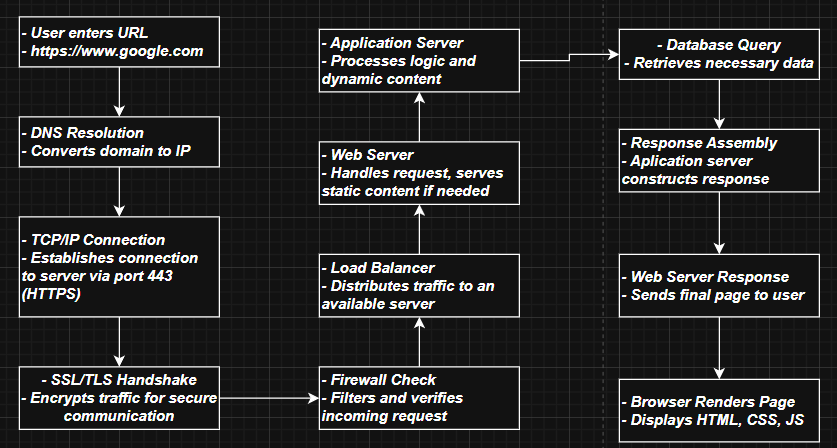 - User enters URL
- https://www.google.com
- DNS Resolution
- Converts domain to IP
- TCP/IP Connection
- Establishes connection
to server via port 443
(HTTPS)
- SSL/TLS Handshake
- Encrypts traffic for secure
communication
- Firewall Check
- Filters and verifies
incoming request
- Load Balancer
- Distributes traffic to an
available server
- Web Server
- Handles request, serves
static content if needed
- Application Server
- Processes logic and
dynamic content
- Database Query
- Retrieves necessary data
- Response Assembly
- Aplication server
constructs response
- Web Server Response
- Sends final page to user
- Browser Renders Page
- Displays HTML, CSS, JS